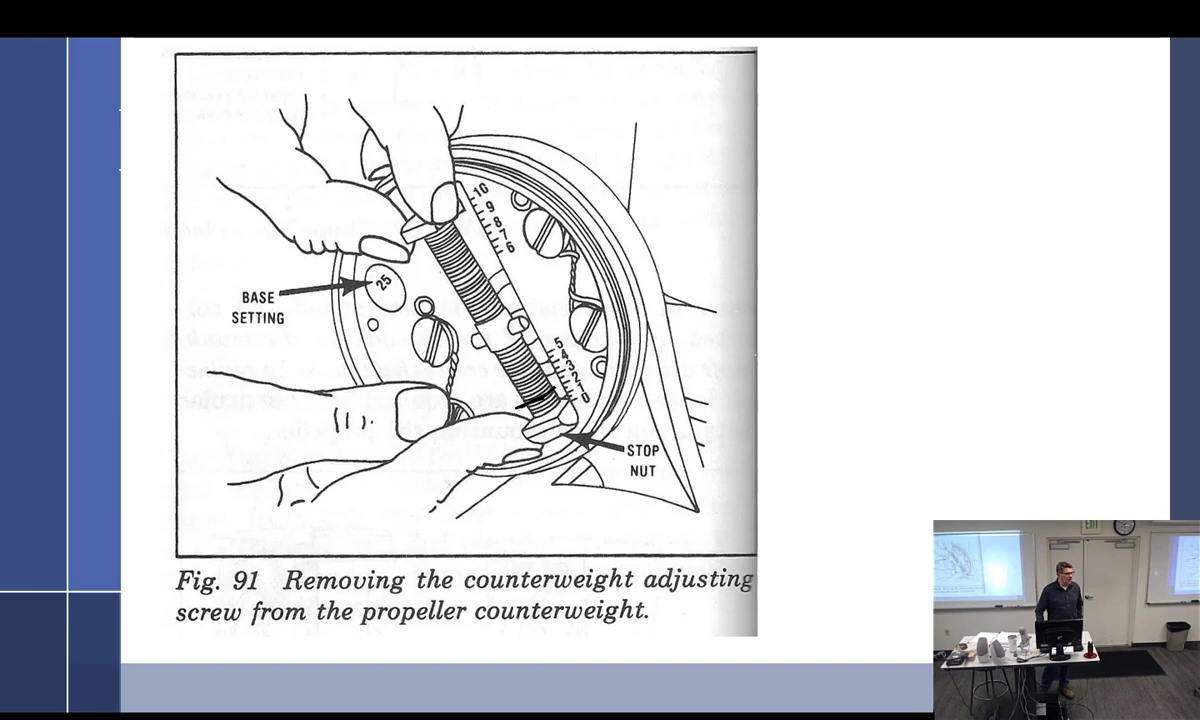 10
9
8
7
6
25
BASE
SETTING
5
4
3
2
1
0
STOP
NUT
Fig. 91 Removing the counterweight adjusting
screw from the propeller counterweight.
EXIT